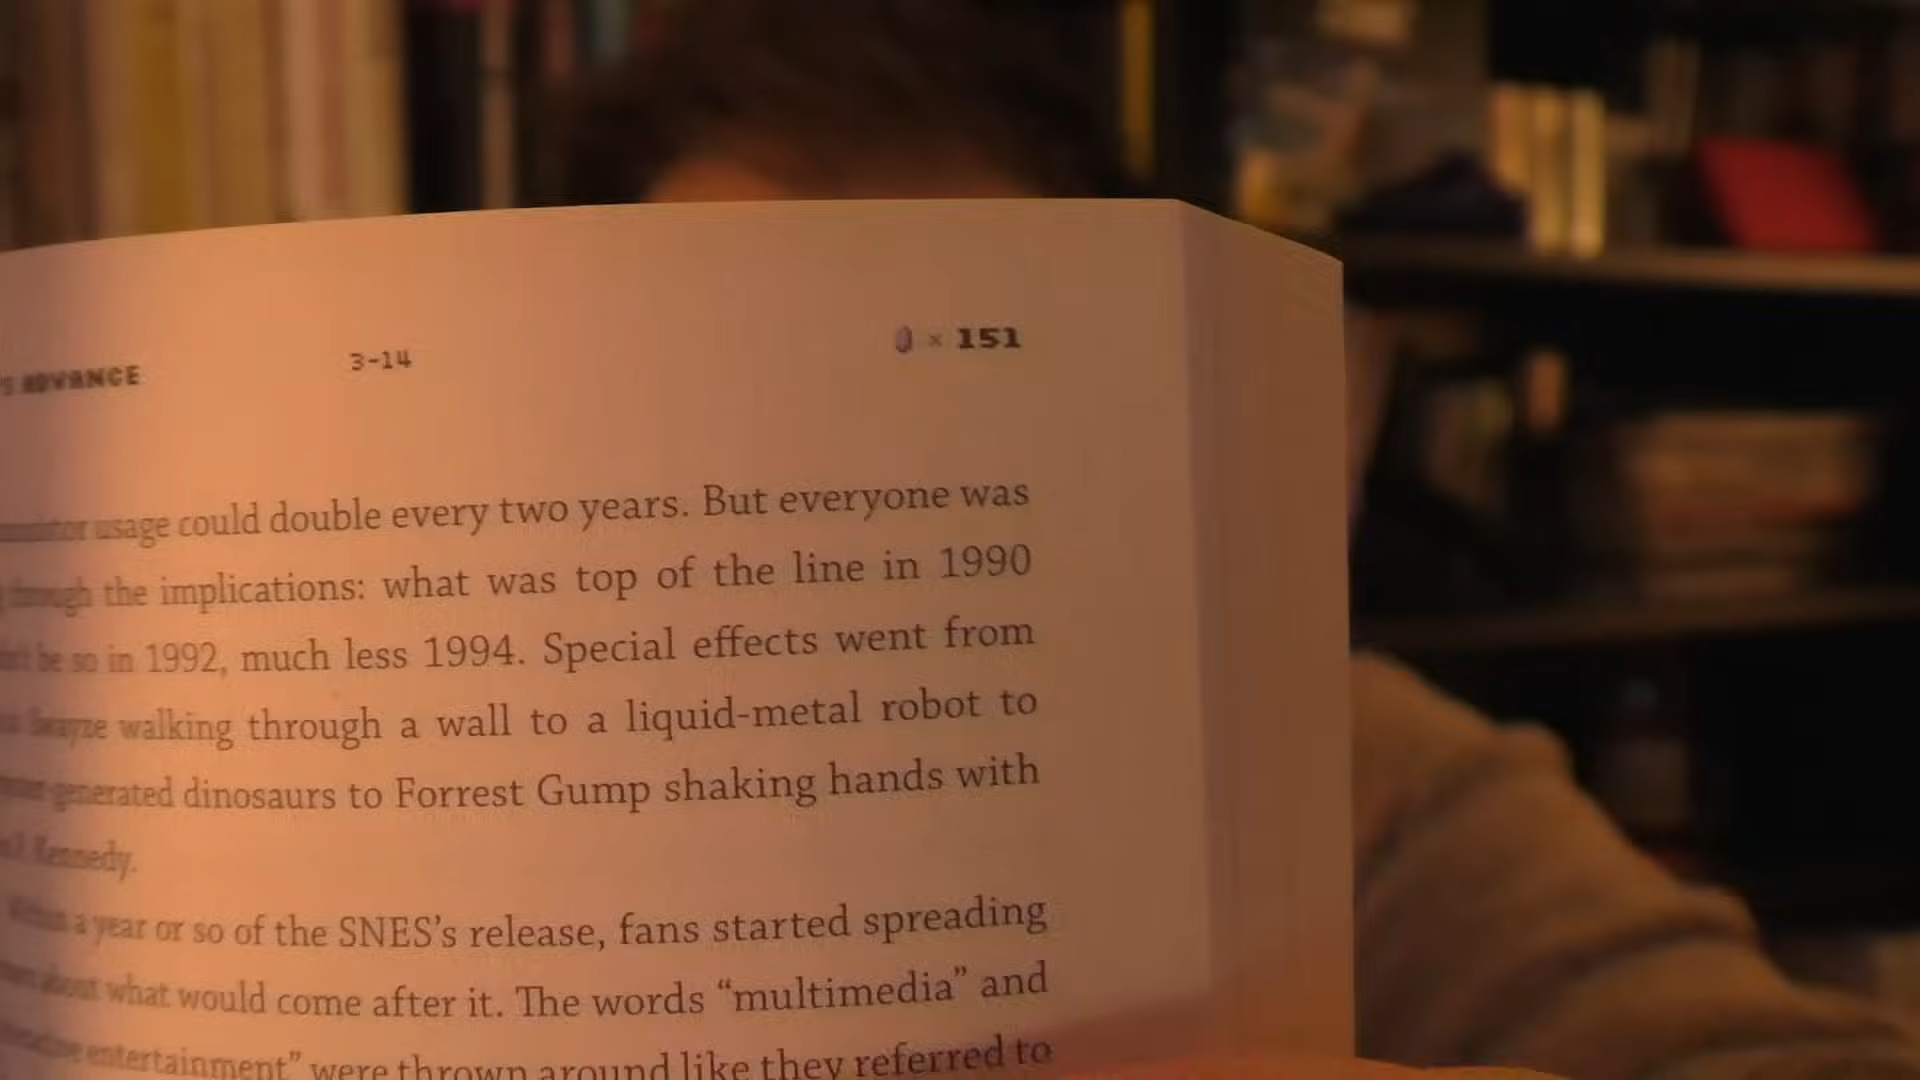 'S ADVANCE 3-14 × 151
usage could double every two years. But everyone was
through the implications: what was top of the line in 1990
be so in 1992, much less 1994. Special effects went from
Swayze walking through a wall to a liquid-metal robot to
generated dinosaurs to Forrest Gump shaking hands with
Kennedy.
a year or so of the SNES's release, fans started spreading
about what would come after it. The words “multimedia” and
entertainment” were thrown around like they referred to